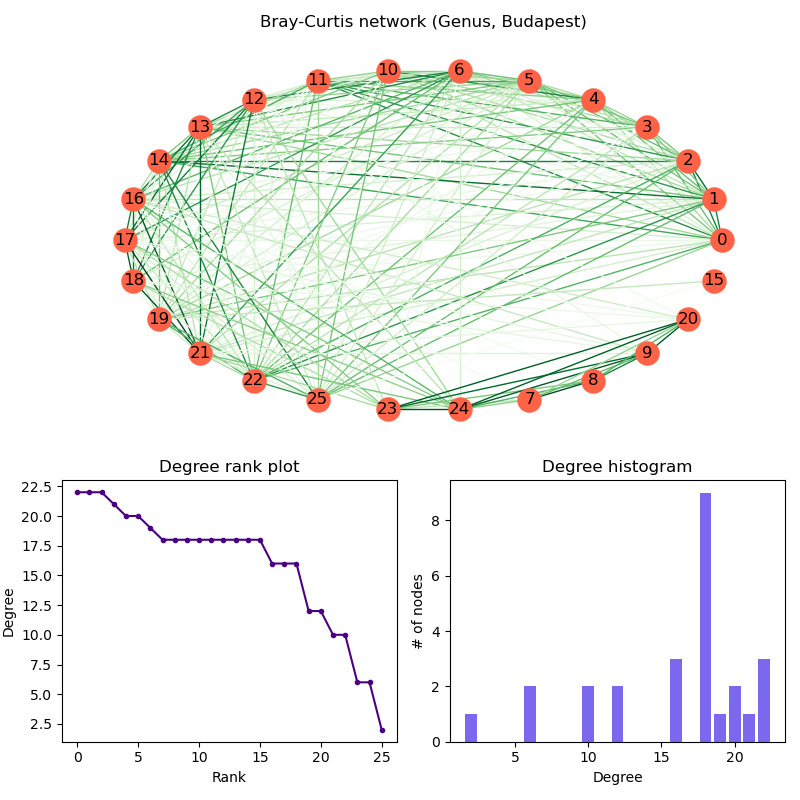 Bray-Curtis network (Genus, Budapest)
11 10 6 5
12 4
13 3
14 2
16 1
17 0
18 15
19 20
21 9
22 8
25 23 24 7
Degree rank plot
22.5
20.0
17.5
15.0
12.5
10.0
7.5
5.0
2.5
Degree
0 5 10 15 20 25
Rank
Degree histogram
8
6
4
2
0
# of nodes
5 10 15 20
Degree